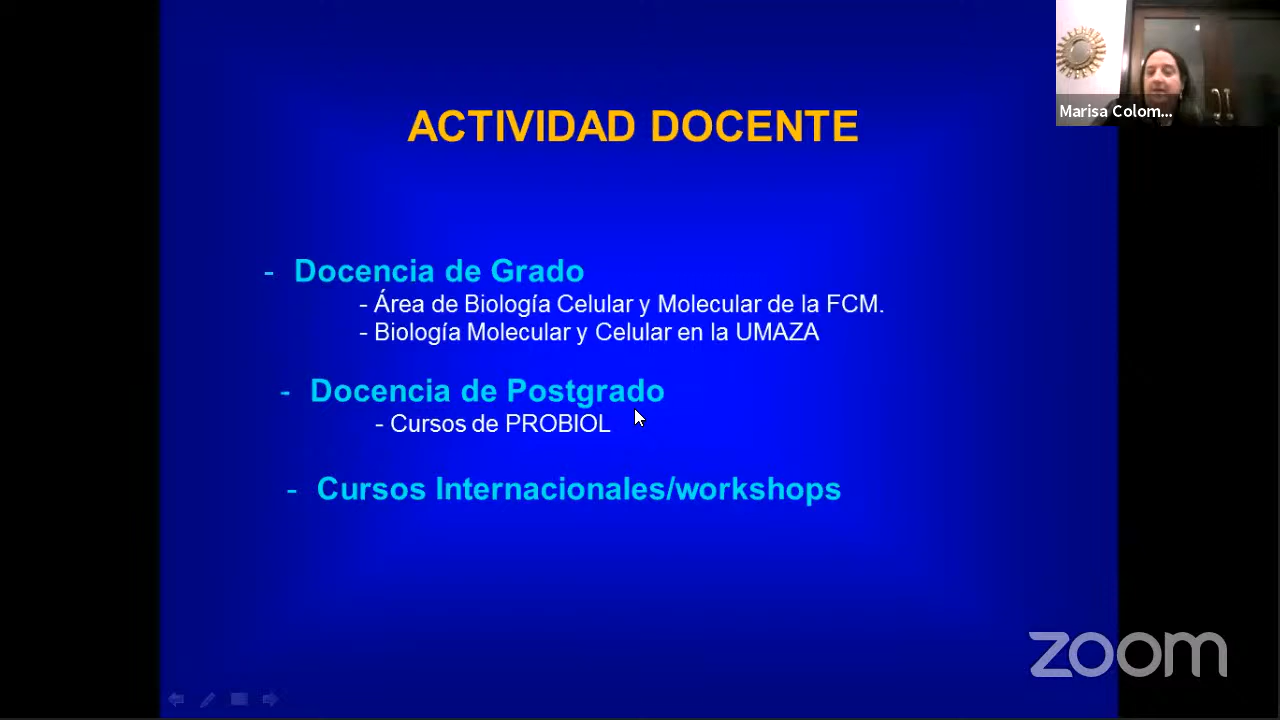 ACTIVIDAD DOCENTE
Marisa Colom...
- Docencia de Grado
- Área de Biología Celular y Molecular de la FCM.
- Biología Molecular y Celular en la UMAZA
- Docencia de Postgrado
- Cursos de PROBIOL
- Cursos Internacionales/workshops
zoom